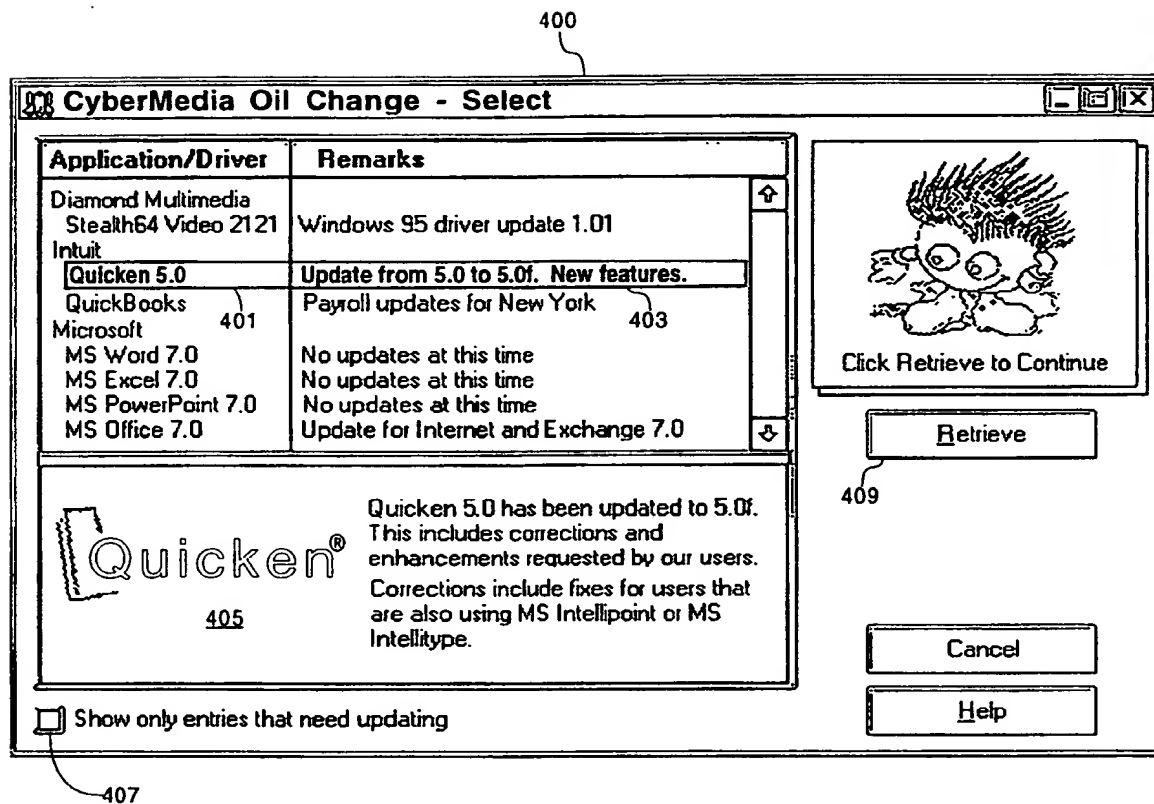 400
CyberMedia Oil Change - Select
Application/Driver Remarks
Diamond Multimedia
Stealth64 Video 2121 Windows 95 driver update 1.01
Intuit
Quicken 5.0 Update from 5.0 to 5.0f. New features.
QuickBooks Payroll updates for New York
401 403
Microsoft
MS Word 7.0 No updates at this time
MS Excel 7.0 No updates at this time
MS PowerPoint 7.0 No updates at this time
MS Office 7.0 Update for Internet and Exchange 7.0
Click Retrieve to Continue
Retrieve
409
Quicken®
405
Quicken 5.0 has been updated to 5.0f.
This includes corrections and
enhancements requested by our users.
Corrections include fixes for users that
are also using MS Intellipoint or MS
Intellitype.
Cancel
Help
Show only entries that need updating
407